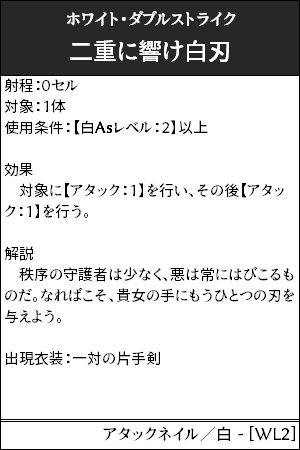 ホワイト・ダブルストライク
二重に響け白刃
射程：0セル
対象：1体
使用条件：【白Asレベル：2】以上
効果
　対象に【アタック：1】を行い、その後【アタッ
ク：1】を行う。
解説
　秩序の守護者は少なく、悪は常にはびこるも
のだ。なればこそ、貴女の手にもうひとつの刃を
与えよう。
出現衣装：一対の片手剣
アタックネイル／白 - [WL2]